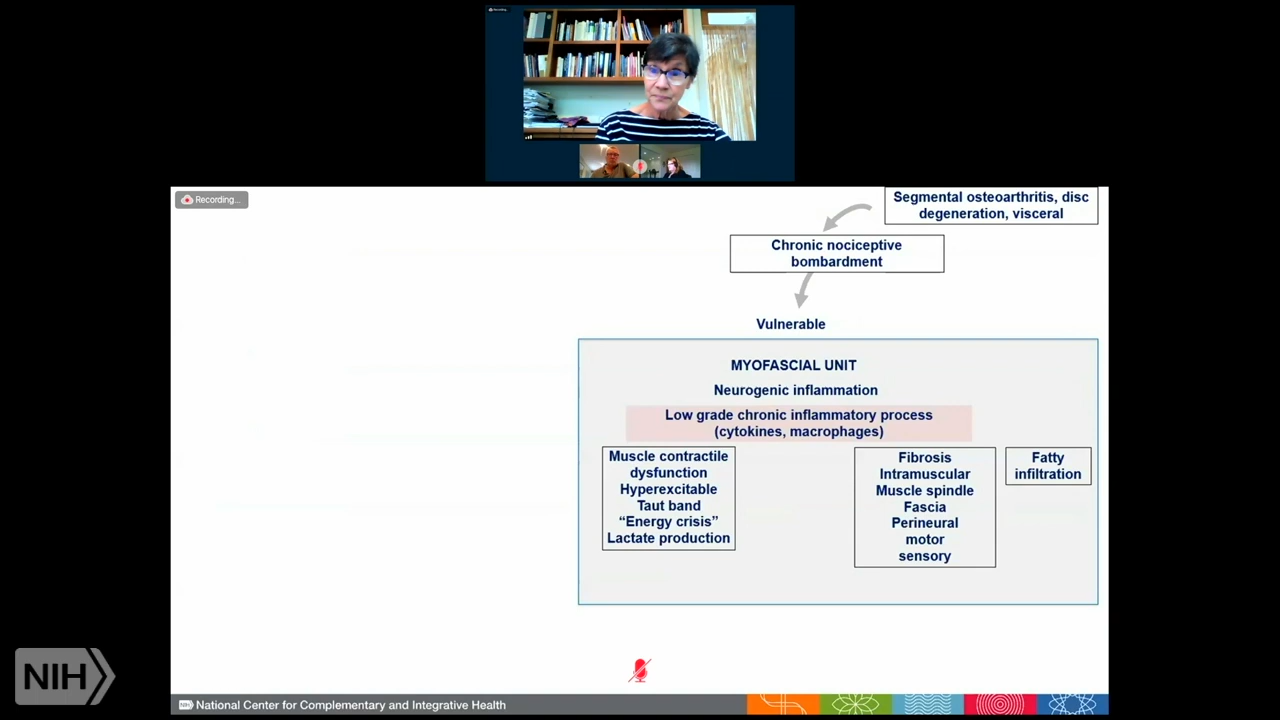 Recording...
Recording...
Segmental osteoarthritis, disc
degeneration, visceral
Chronic nociceptive
bombardment
Vulnerable
MYOFASCIAL UNIT
Neurogenic inflammation
Low grade chronic inflammatory process
(cytokines, macrophages)
Muscle contractile
dysfunction
Hyperexcitable
Taut band
“Energy crisis”
Lactate production
Fibrosis
Intramuscular
Muscle spindle
Fascia
Perineural
motor
sensory
Fatty
infiltration
NIH
NIH National Center for Complementary and Integrative Health